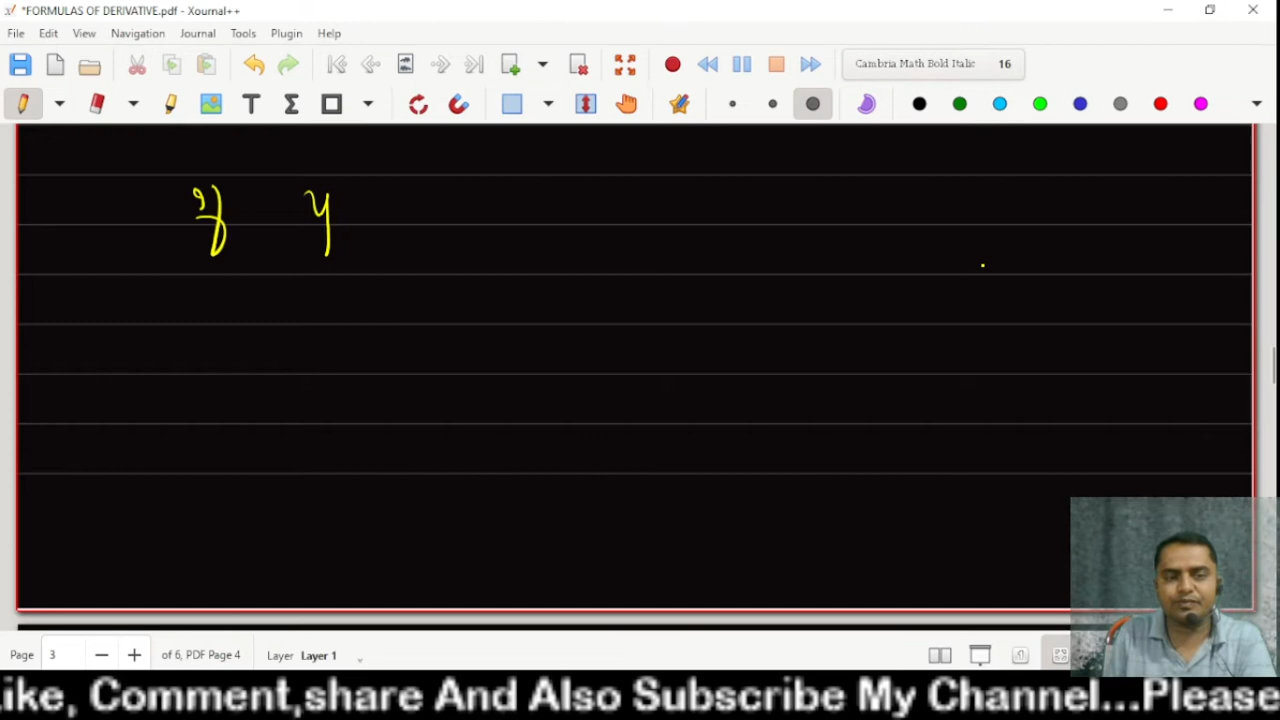 *FORMULAS OF DERIVATIVE.pdf - Xournal++
File Edit View Navigation Journal Tools Plugin Help
Cambria Math Bold Italic 16
y
Page 3 of 6, PDF Page 4 Layer Layer 1
Like, Comment,share And Also Subscribe My Channel...Please